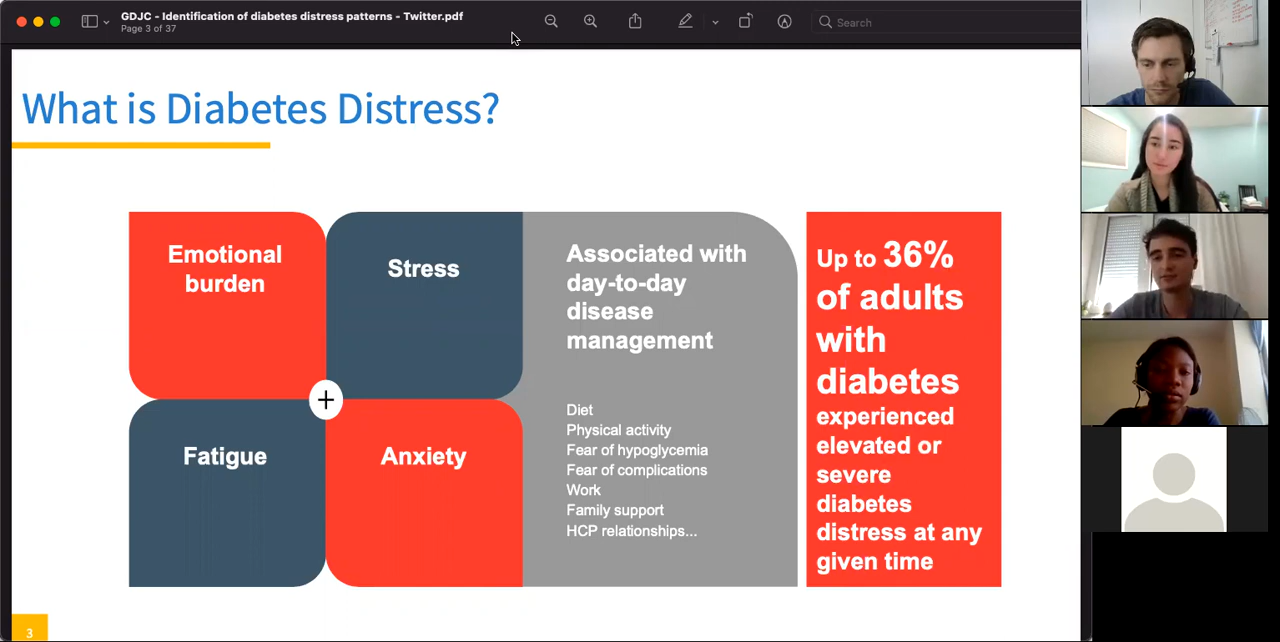 GDJC - Identification of diabetes distress patterns - Twitter.pdf
Page 3 of 37
Search
What is Diabetes Distress?
Emotional
burden
Stress
Fatigue
Anxiety
+
Associated with
day-to-day
disease
management
Diet
Physical activity
Fear of hypoglycemia
Fear of complications
Work
Family support
HCP relationships...
Up to 36%
of adults
with
diabetes
experienced
elevated or
severe
diabetes
distress at any
given time
3